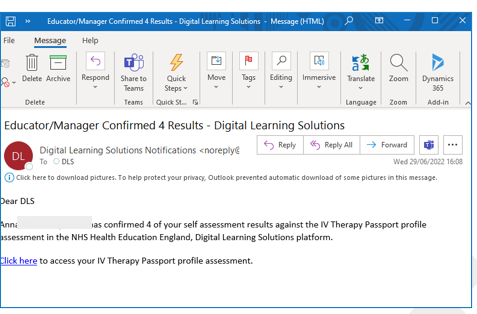 Educator/Manager Confirmed 4 Results - Digital Learning Solutions - Message (HTML)
File Message Help
Delete Archive Respond Share to Teams Quick Steps Move Tags Editing Immersive Translate Zoom Dynamics 365
Delete Teams Quick St... Language Zoom Add-in
Educator/Manager Confirmed 4 Results - Digital Learning Solutions
DL
Digital Learning Solutions Notifications <noreply@
Reply Reply All Forward
To DLS
Wed 29/06/2022 16:08
Click here to download pictures. To help protect your privacy, Outlook prevented automatic download of some pictures in this message.
Dear DLS
Anna has confirmed 4 of your self assessment results against the IV Therapy Passport profile
assessment in the NHS Health Education England, Digital Learning Solutions platform.
Click here to access your IV Therapy Passport profile assessment.